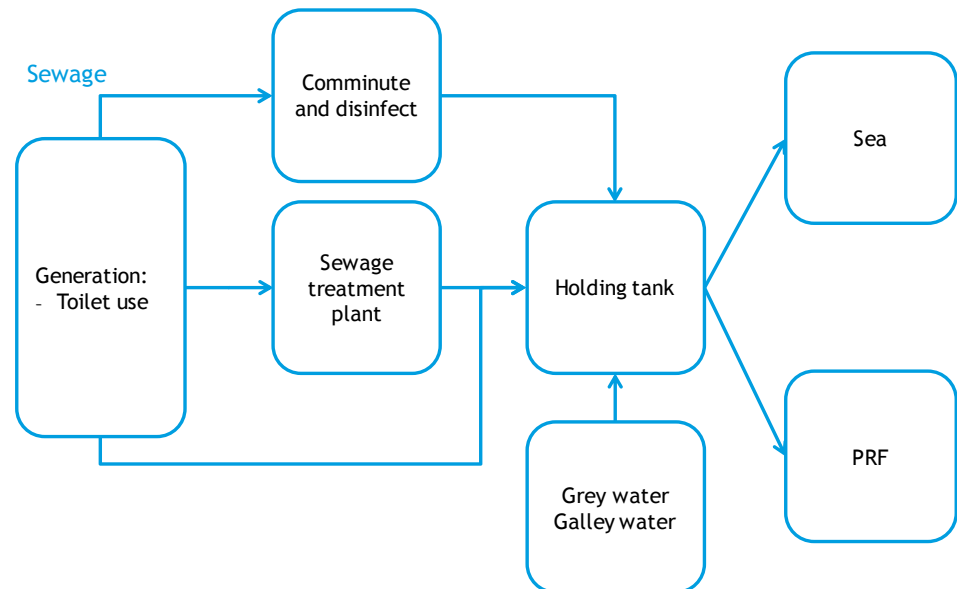 Sewage
Comminute
and disinfect
Sea
Generation:
- Toilet use
Sewage
treatment
plant
Holding tank
Grey water
Galley water
PRF